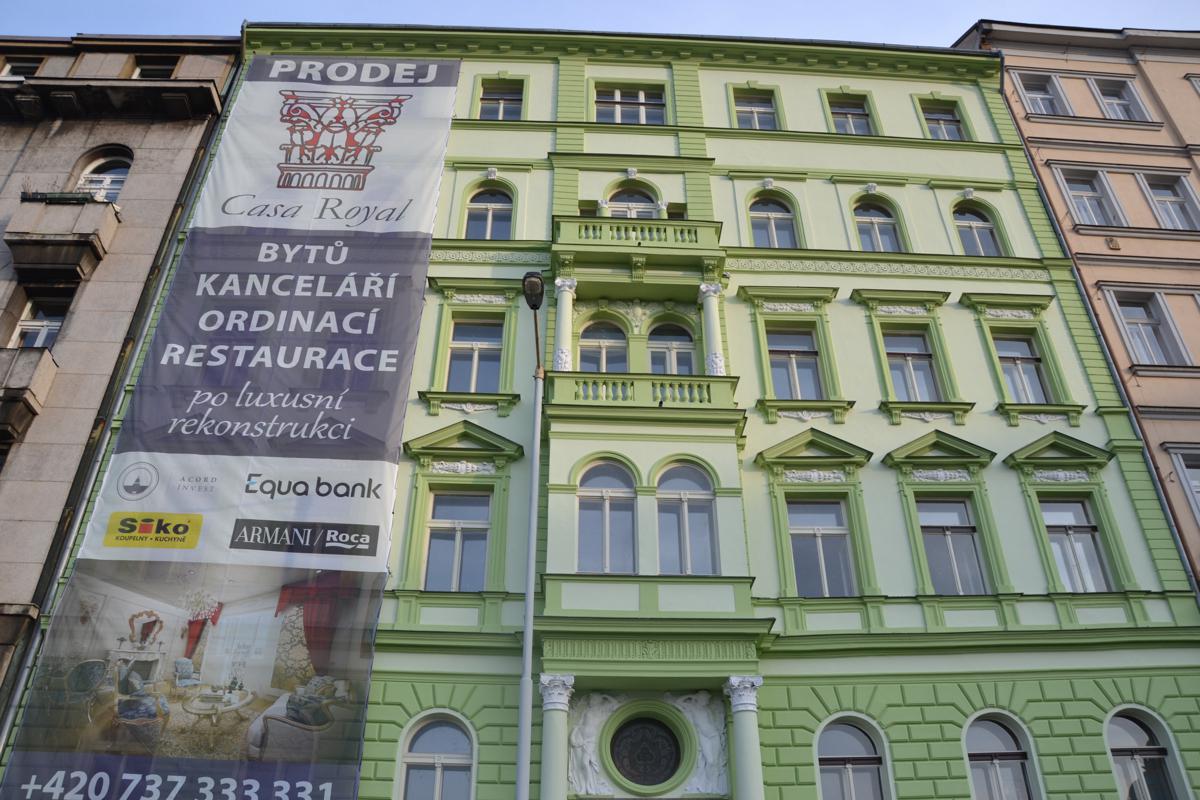 PRODEJ
Casa Royal
BYTŮ
KANCELÁŘÍ
ORDINACÍ
RESTAURACE
po luxusní
rekonstrukci
ACORD
INVEST
Equa bank
Siko
KOUPELNY • KUCHYNĚ
ARMANI / Roca
+420 737 333 331